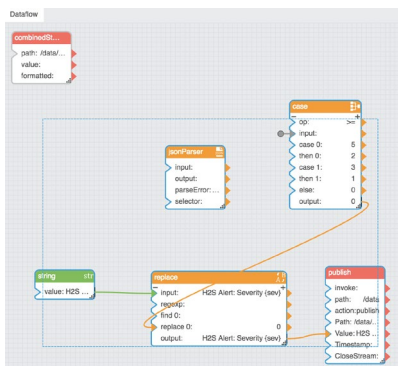 Dataflow
combinedSt...
path: /data/...
value:
formatted:
case
− +
op: >=
input:
case 0: 5
then 0: 2
case 1: 3
then 1: 1
else: 0
output: 0
jsonParser
input:
output:
parseError:...
selector:
string str
value: H2S ...
replace
− +
input: H2S Alert: Severity {sev}
regexp:
find 0:
replace 0: 0
output: H2S Alert: Severity {sev}
publish
invoke:
path: /data
action:publish
Path: /data/...
Value: H2S ...
Timestamp:
CloseStream: